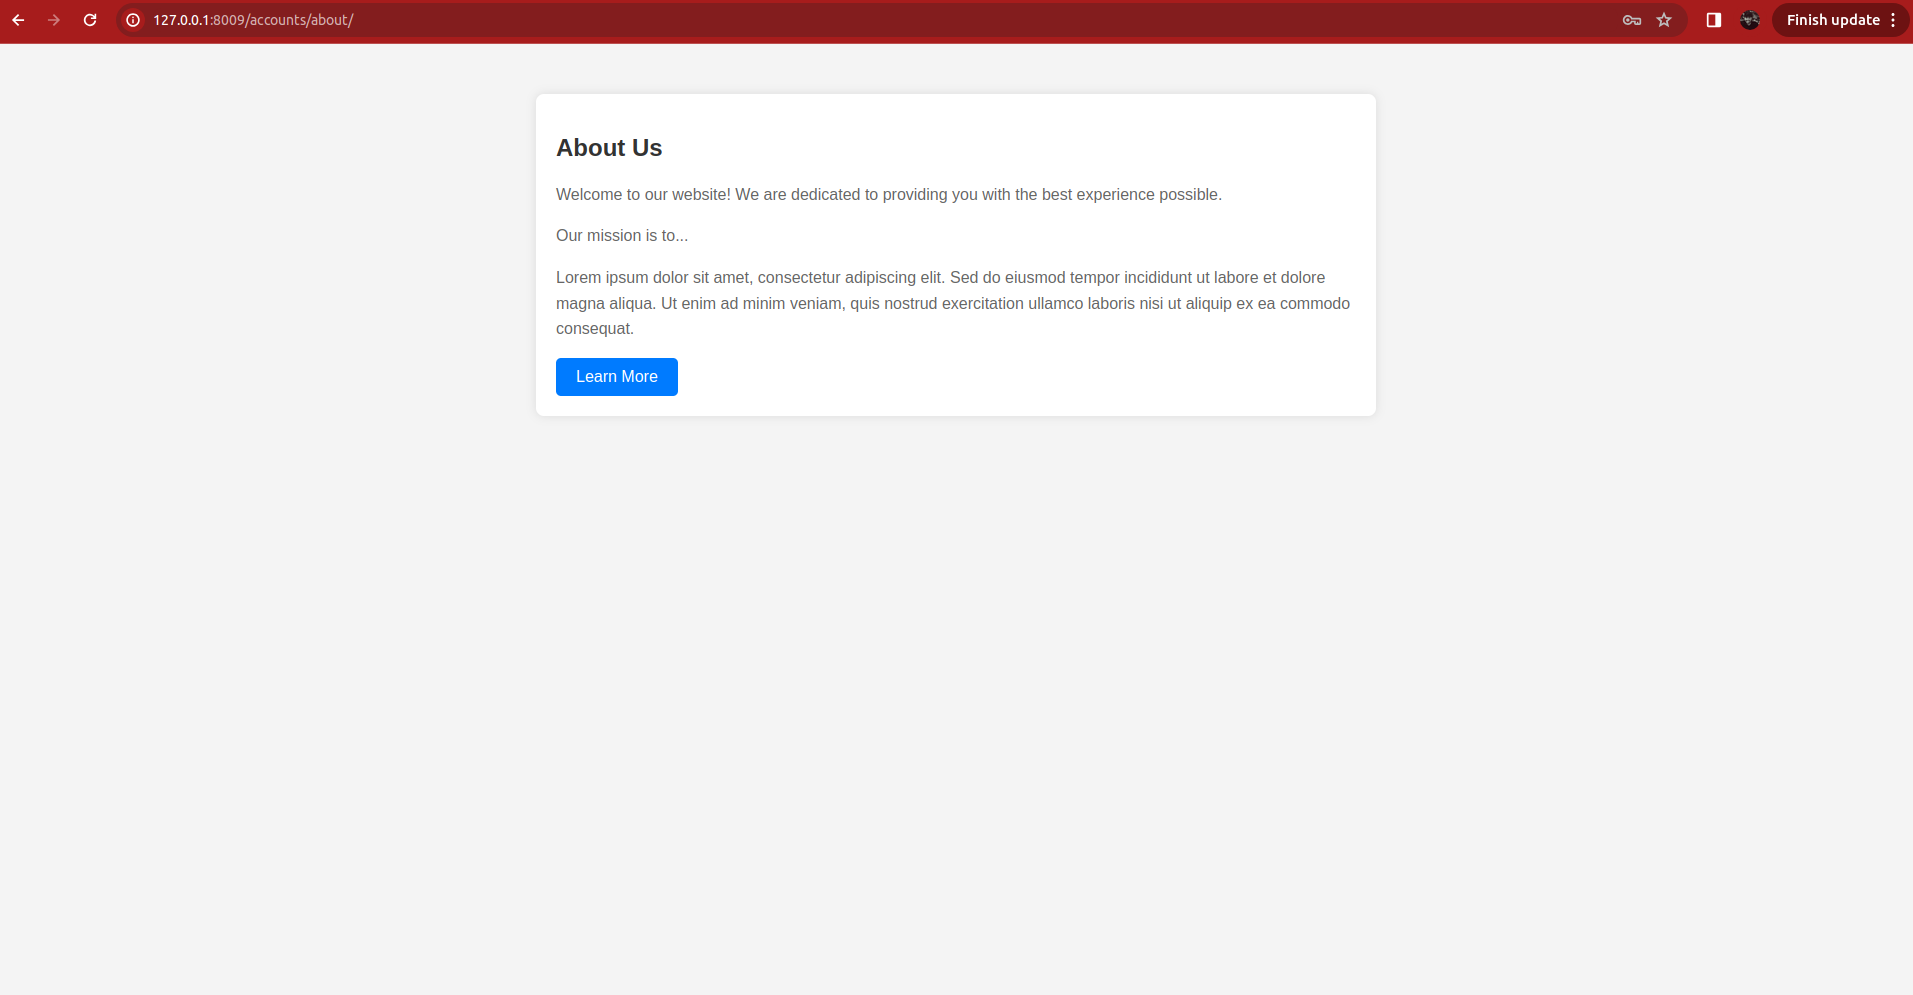 127.0.0.1:8009/accounts/about/
Finish update
About Us
Welcome to our website! We are dedicated to providing you with the best experience possible.
Our mission is to...
Lorem ipsum dolor sit amet, consectetur adipiscing elit. Sed do eiusmod tempor incididunt ut labore et dolore
magna aliqua. Ut enim ad minim veniam, quis nostrud exercitation ullamco laboris nisi ut aliquip ex ea commodo
consequat.
Learn More